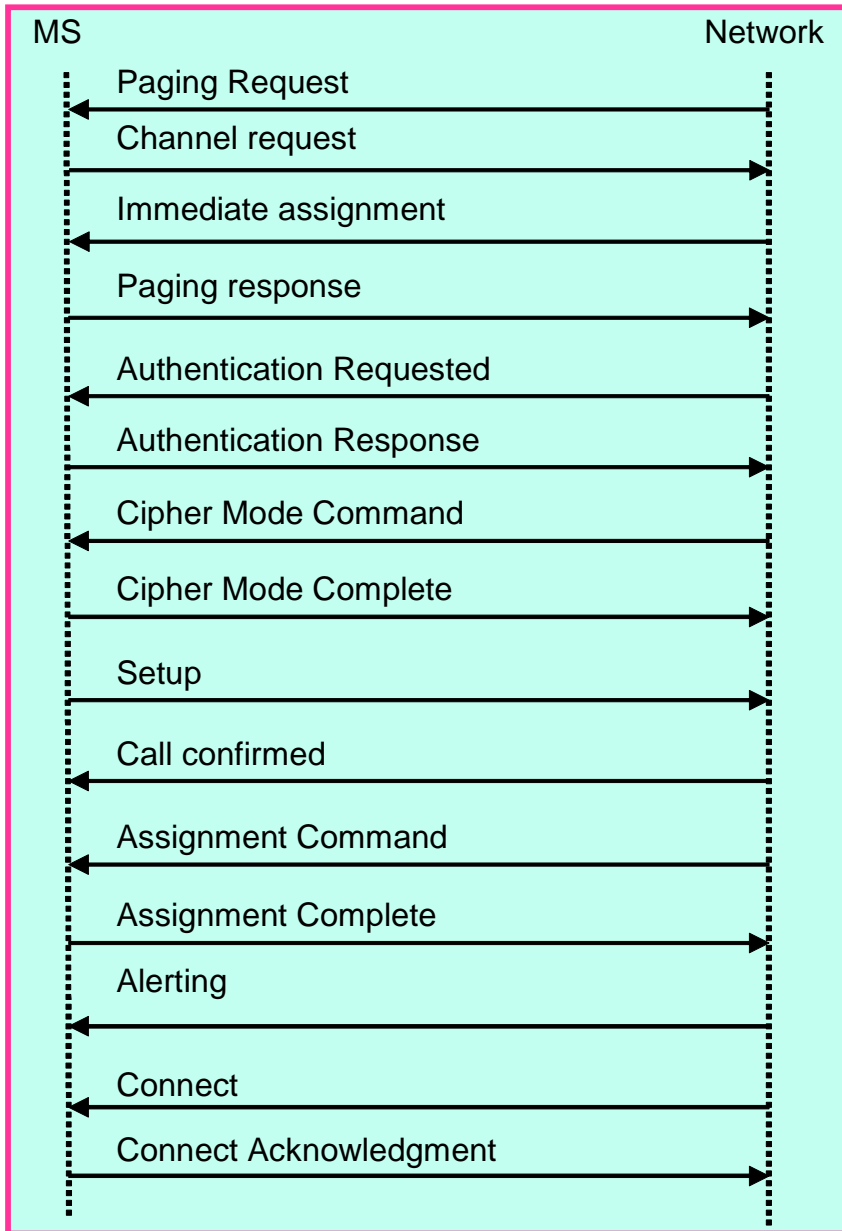 MS Network
Paging Request
Channel request
Immediate assignment
Paging response
Authentication Requested
Authentication Response
Cipher Mode Command
Cipher Mode Complete
Setup
Call confirmed
Assignment Command
Assignment Complete
Alerting
Connect
Connect Acknowledgment